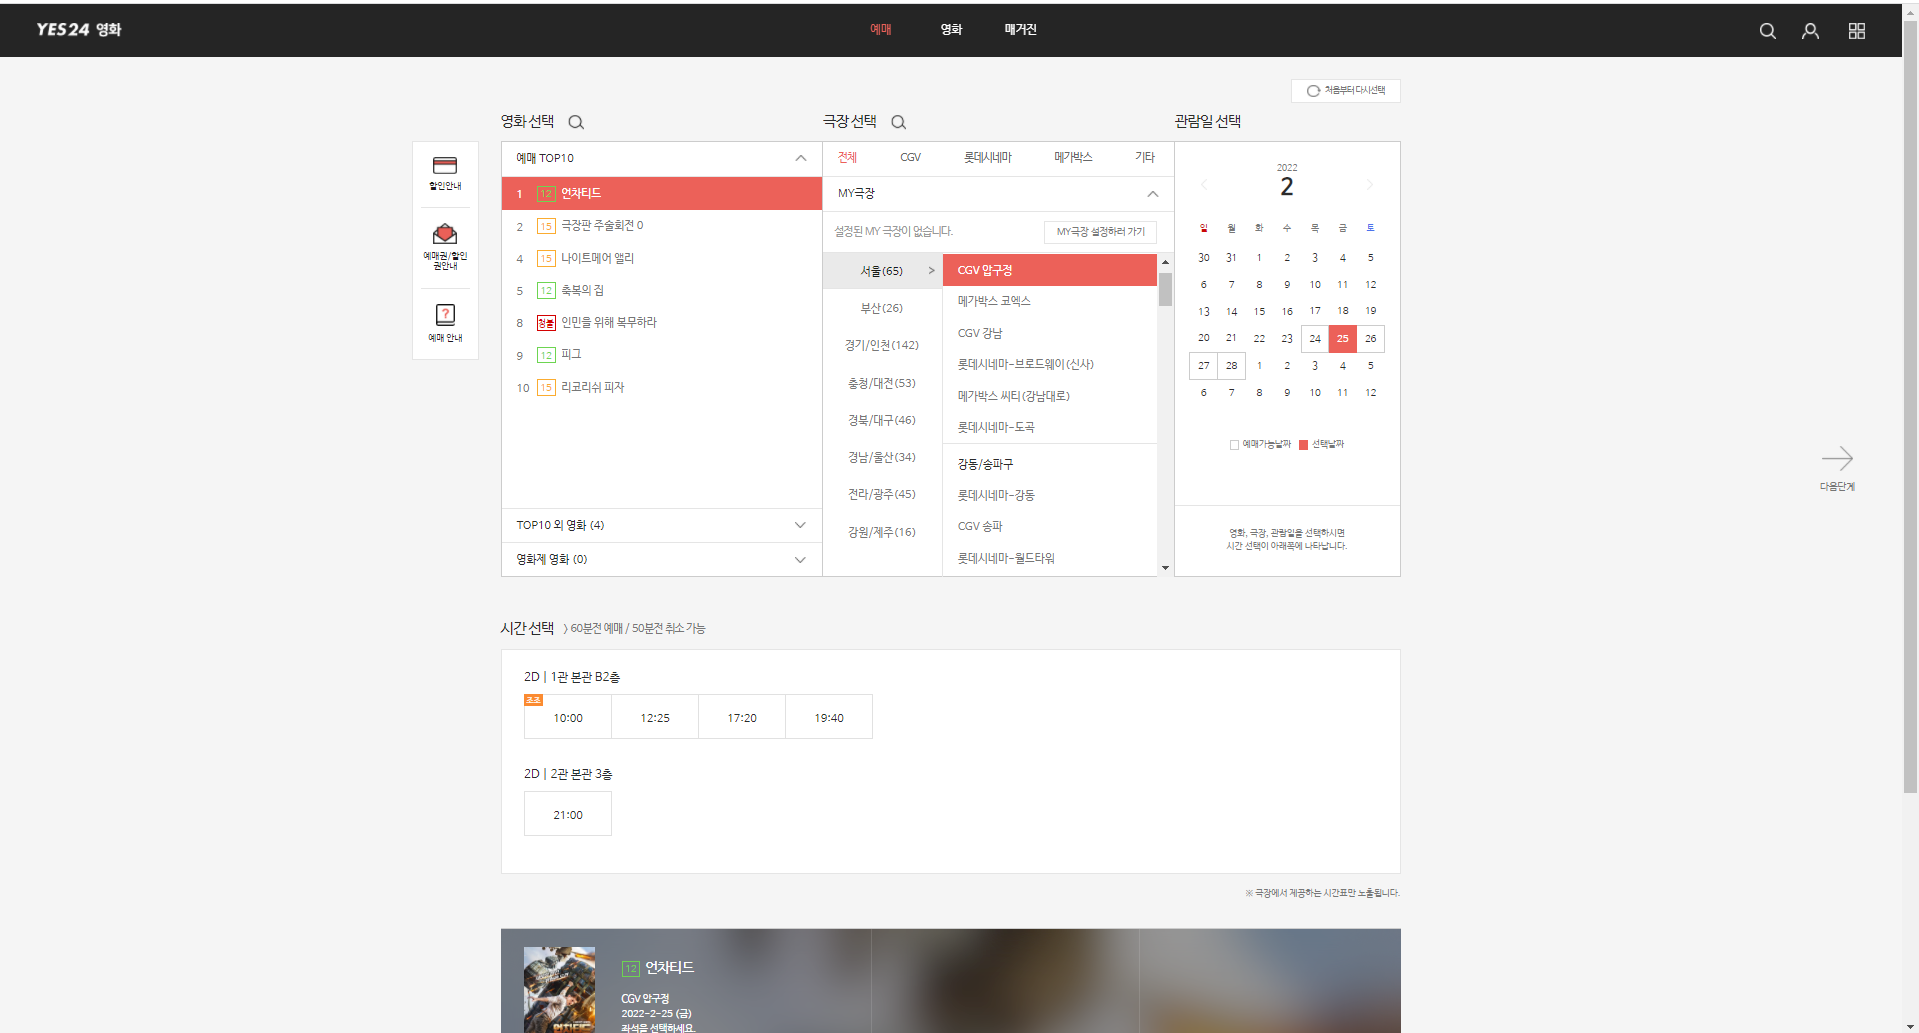 YES24 영화
예매 영화 매거진
처음부터 다시 선택
할인안내
예매권/할인
권안내
예매 안내
영화 선택
예매 TOP10
1 12 언차티드
2 15 극장판 주술회전 0
4 15 나이트메어 앨리
5 12 축복의 집
8 청불 인민을 위해 복무하라
9 12 피그
10 15 리코리쉬 피자
TOP10 외 영화 (4)
영화제 영화 (0)
극장 선택
전체 CGV 롯데시네마 메가박스 기타
MY극장
설정된 MY 극장이 없습니다. MY극장 설정하러 가기
서울(65) >
부산(26)
경기/인천(142)
충청/대전(53)
경북/대구(46)
경남/울산(34)
전라/광주(45)
강원/제주(16)
CGV 압구정
메가박스 코엑스
CGV 강남
롯데시네마-브로드웨이(신사)
메가박스 씨티(강남대로)
롯데시네마-도곡
강동/송파구
롯데시네마-강동
CGV 송파
롯데시네마-월드타워
관람일 선택
2022
2
일 월 화 수 목 금 토
30 31 1 2 3 4 5
6 7 8 9 10 11 12
13 14 15 16 17 18 19
20 21 22 23 24 25 26
27 28 1 2 3 4 5
6 7 8 9 10 11 12
예매가능날짜 선택날짜
영화, 극장, 관람일을 선택하시면
시간 선택이 아래쪽에 나타납니다.
다음단계
시간 선택 > 60분전 예매 / 50분전 취소 가능
2D | 1관 본관 B2층
조조
10:00 12:25 17:20 19:40
2D | 2관 본관 3층
21:00
※ 극장에서 제공하는 시간표만 노출됩니다.
12 언차티드
CGV 압구정
2022-2-25 (금)
좌석을 선택하세요.
언차티드